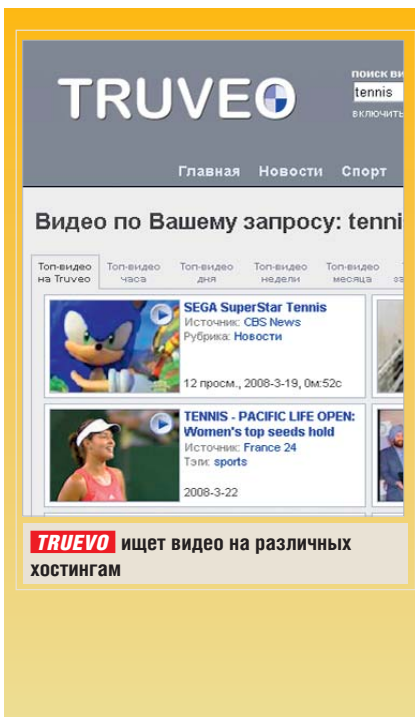 TRUVEO
поиск ви
tennis
включить
Главная Новости Спорт
Видео по Вашему запросу: tenni
Топ-видео на Truveo
Топ-видео часа
Топ-видео дня
Топ-видео недели
Топ-видео месяца
SEGA SuperStar Tennis
Источник: CBS News
Рубрика: Новости
12 просм., 2008-3-19, 0м:52с
TENNIS - PACIFIC LIFE OPEN:
Women's top seeds hold
Источник: France 24
Тэги: sports
2008-3-22
TRUEVO ищет видео на различных
хостингам